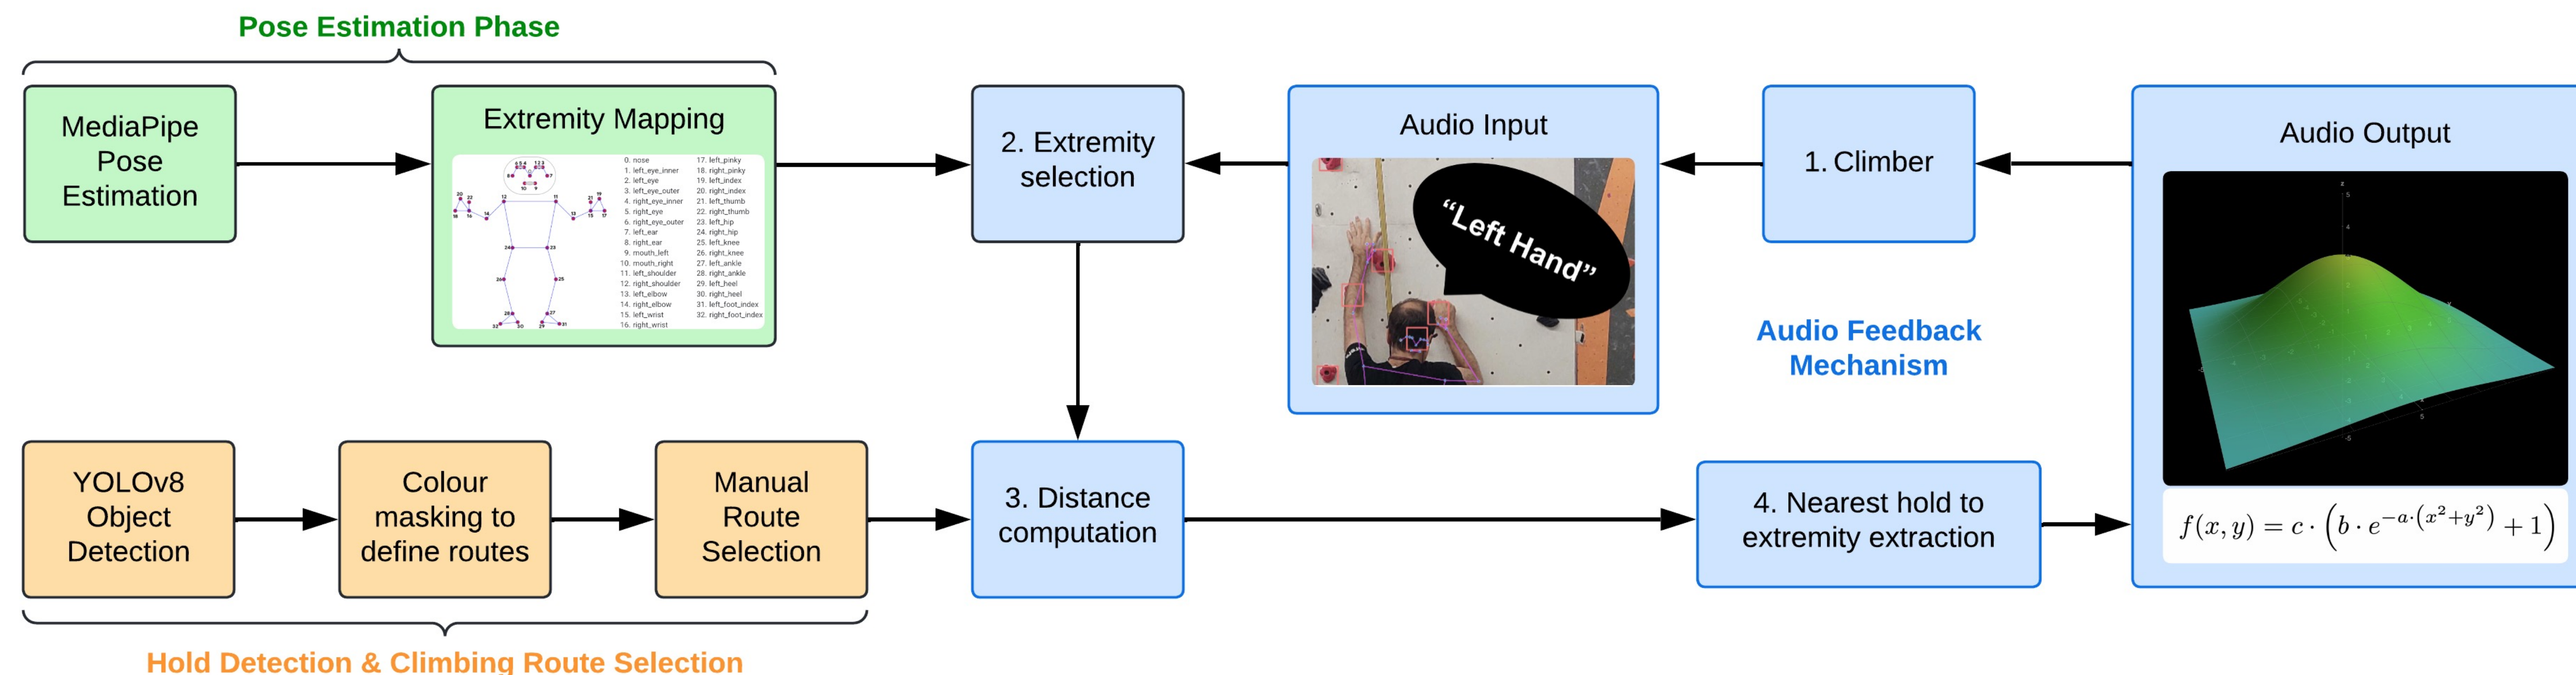 Pose Estimation Phase
MediaPipe
Pose
Estimation
Extremity Mapping
0. nose
1. left_eye_inner
2. left_eye
3. left_eye_outer
4. right_eye_inner
5. right_eye
6. right_eye_outer
7. left_ear
8. right_ear
9. mouth_left
10. mouth_right
11. left_shoulder
12. right_shoulder
13. left_elbow
14. right_elbow
15. left_wrist
16. right_wrist
17. left_pinky
18. right_pinky
19. left_index
20. right_index
21. left_thumb
22. right_thumb
23. left_hip
24. right_hip
25. left_knee
26. right_knee
27. left_ankle
28. right_ankle
29. left_heel
30. right_heel
31. left_foot_index
32. right_foot_index
2. Extremity
selection
Audio Input
“Left Hand”
1. Climber
Audio Feedback
Mechanism
Audio Output
f(x, y) = c · (b · e^{−a·(x²+y²)} + 1)
YOLOv8
Object
Detection
Colour
masking to
define routes
Manual
Route
Selection
3. Distance
computation
4. Nearest hold to
extremity extraction
Hold Detection & Climbing Route Selection